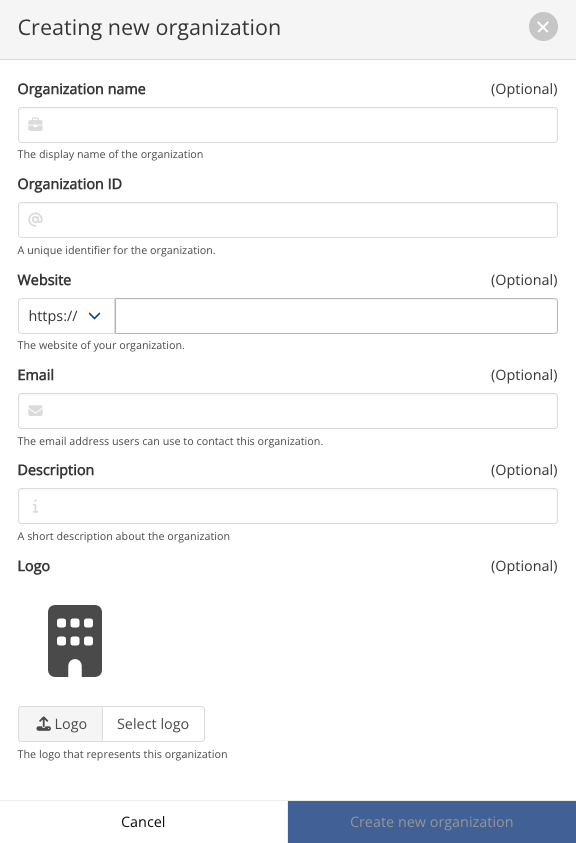 Creating new organization
Organization name (Optional)
The display name of the organization
Organization ID
@
A unique identifier for the organization.
Website (Optional)
https://
The website of your organization.
Email (Optional)
The email address users can use to contact this organization.
Description (Optional)
i
A short description about the organization
Logo (Optional)
Logo Select logo
The logo that represents this organization
Cancel Create new organization